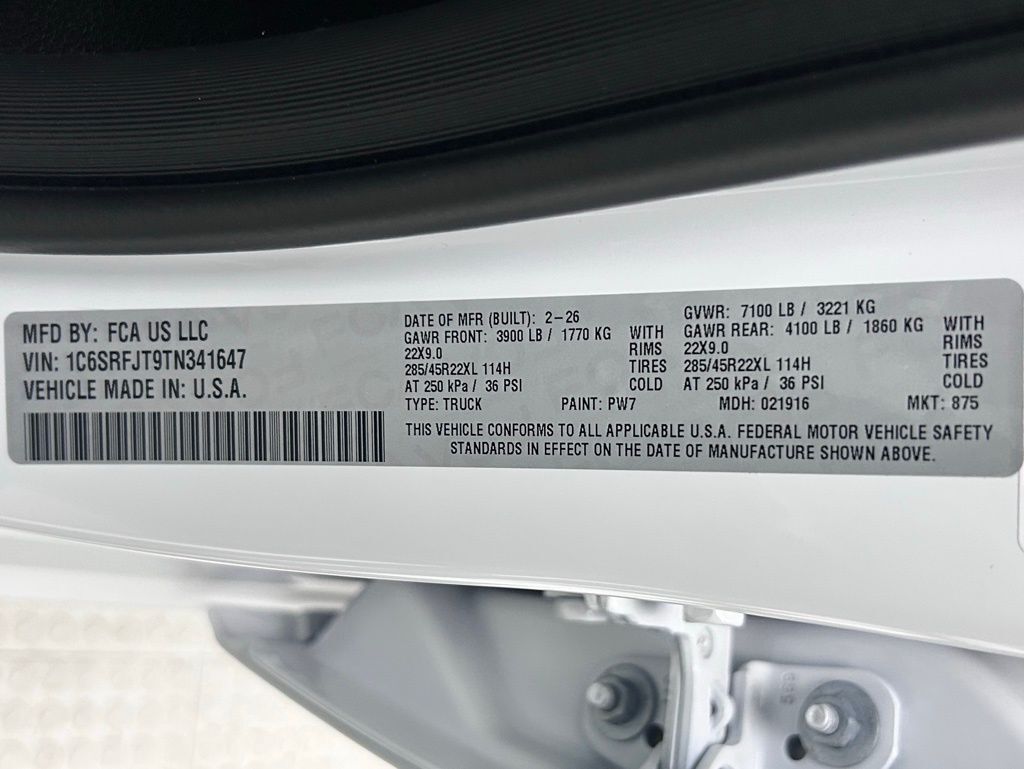 MFD BY: FCA US LLC
VIN: 1C6SRFJT9TN341647
VEHICLE MADE IN: U.S.A.
DATE OF MFR (BUILT): 2-26
GAWR FRONT: 3900 LB / 1770 KG WITH
22X9.0 RIMS
285/45R22XL 114H TIRES
AT 250 kPa / 36 PSI COLD
GVWR: 7100 LB / 3221 KG
GAWR REAR: 4100 LB / 1860 KG WITH
22X9.0 RIMS
285/45R22XL 114H TIRES
AT 250 kPa / 36 PSI COLD
TYPE: TRUCK PAINT: PW7 MDH: 021916 MKT: 875
THIS VEHICLE CONFORMS TO ALL APPLICABLE U.S.A. FEDERAL MOTOR VEHICLE SAFETY
STANDARDS IN EFFECT ON THE DATE OF MANUFACTURE SHOWN ABOVE.